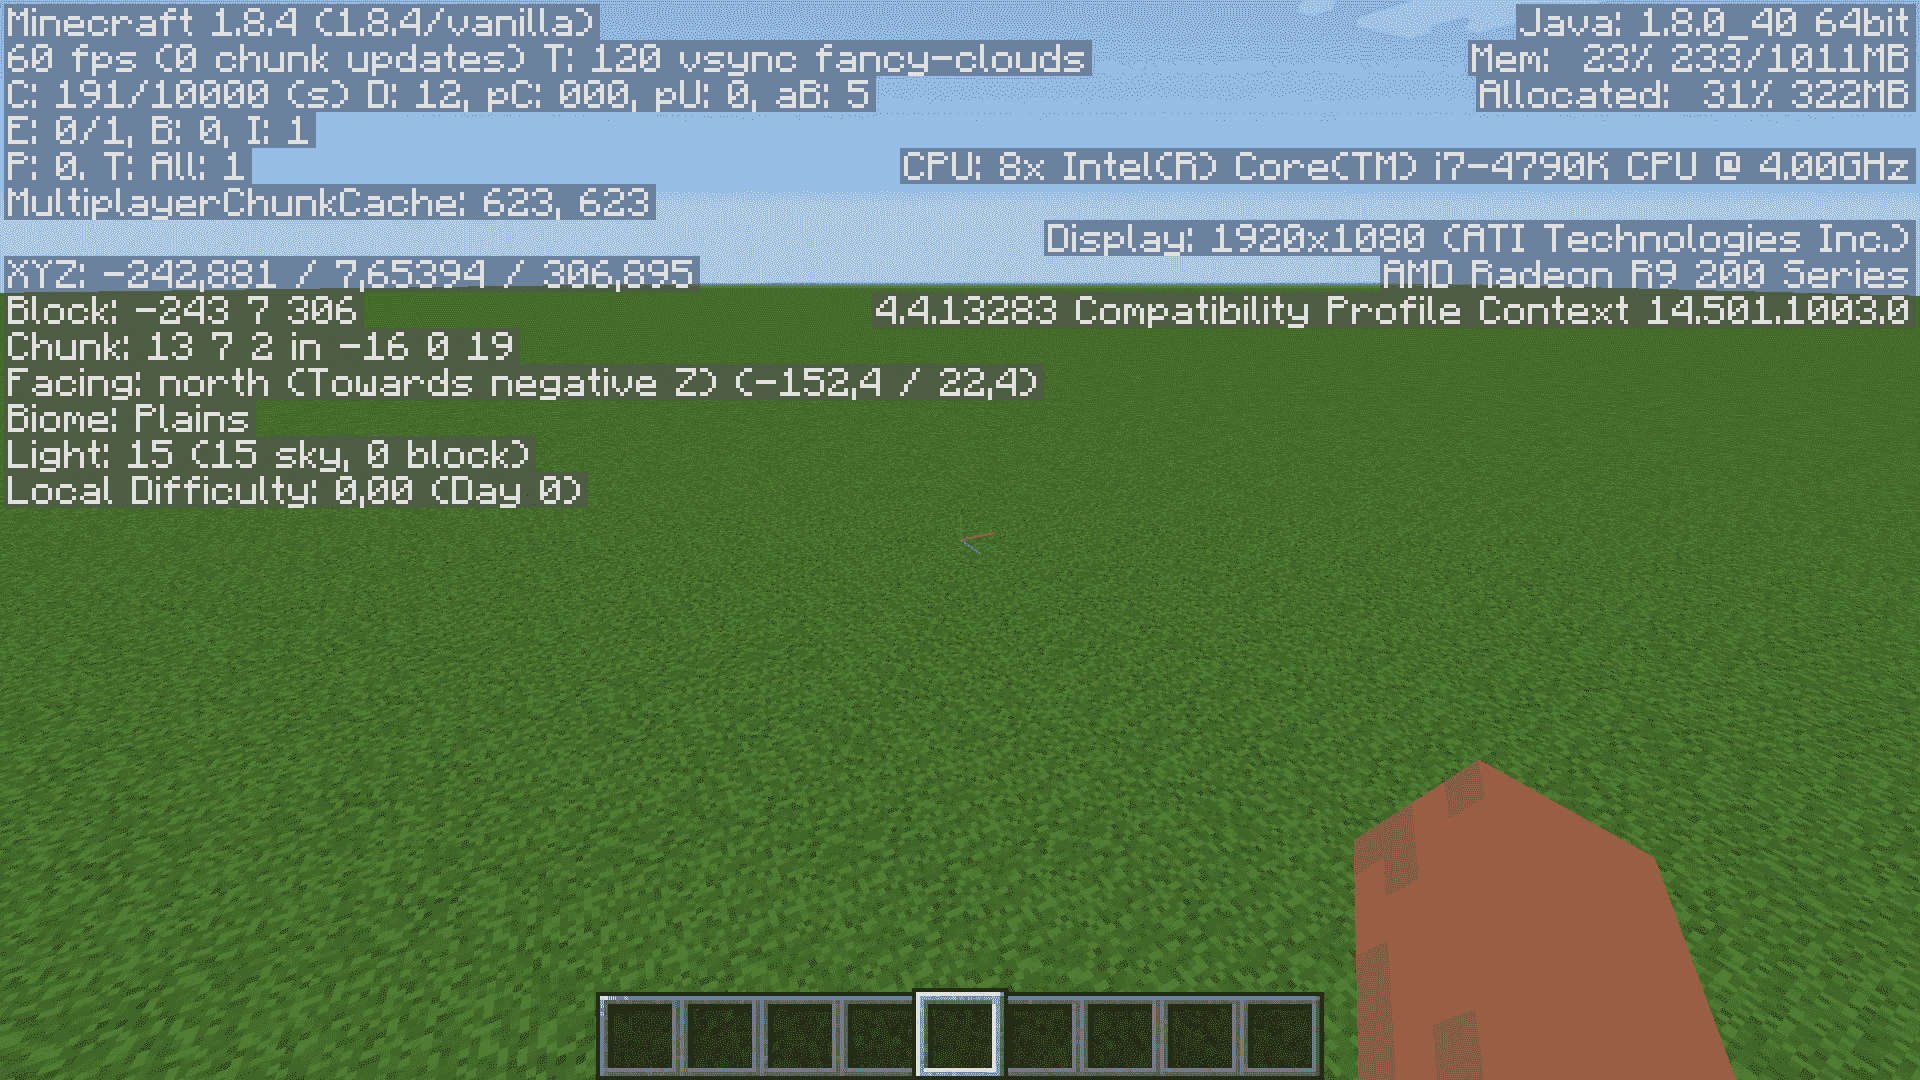 Minecraft 1.8.4 (1.8.4/vanilla)
60 fps (0 chunk updates) T: 120 vsync fancy-clouds
C: 191/10000 (s) D: 12, pC: 000, pU: 0, aB: 5
E: 0/1, B: 0, I: 1
P: 0. T: All: 1
MultiplayerChunkCache: 623, 623
XYZ: -242,881 / 7,65394 / 306,895
Block: -243 7 306
Chunk: 13 7 2 in -16 0 19
Facing: north (Towards negative Z) (-152,4 / 22,4)
Biome: Plains
Light: 15 (15 sky, 0 block)
Local Difficulty: 0,00 (Day 0)
Java: 1.8.0_40 64bit
Mem: 23% 233/1011MB
Allocated: 31% 322MB
CPU: 8x Intel(R) Core(TM) i7-4790K CPU @ 4.00GHz
Display: 1920x1080 (ATI Technologies Inc.)
AMD Radeon R9 200 Series
4.4.13283 Compatibility Profile Context 14.501.1003.0